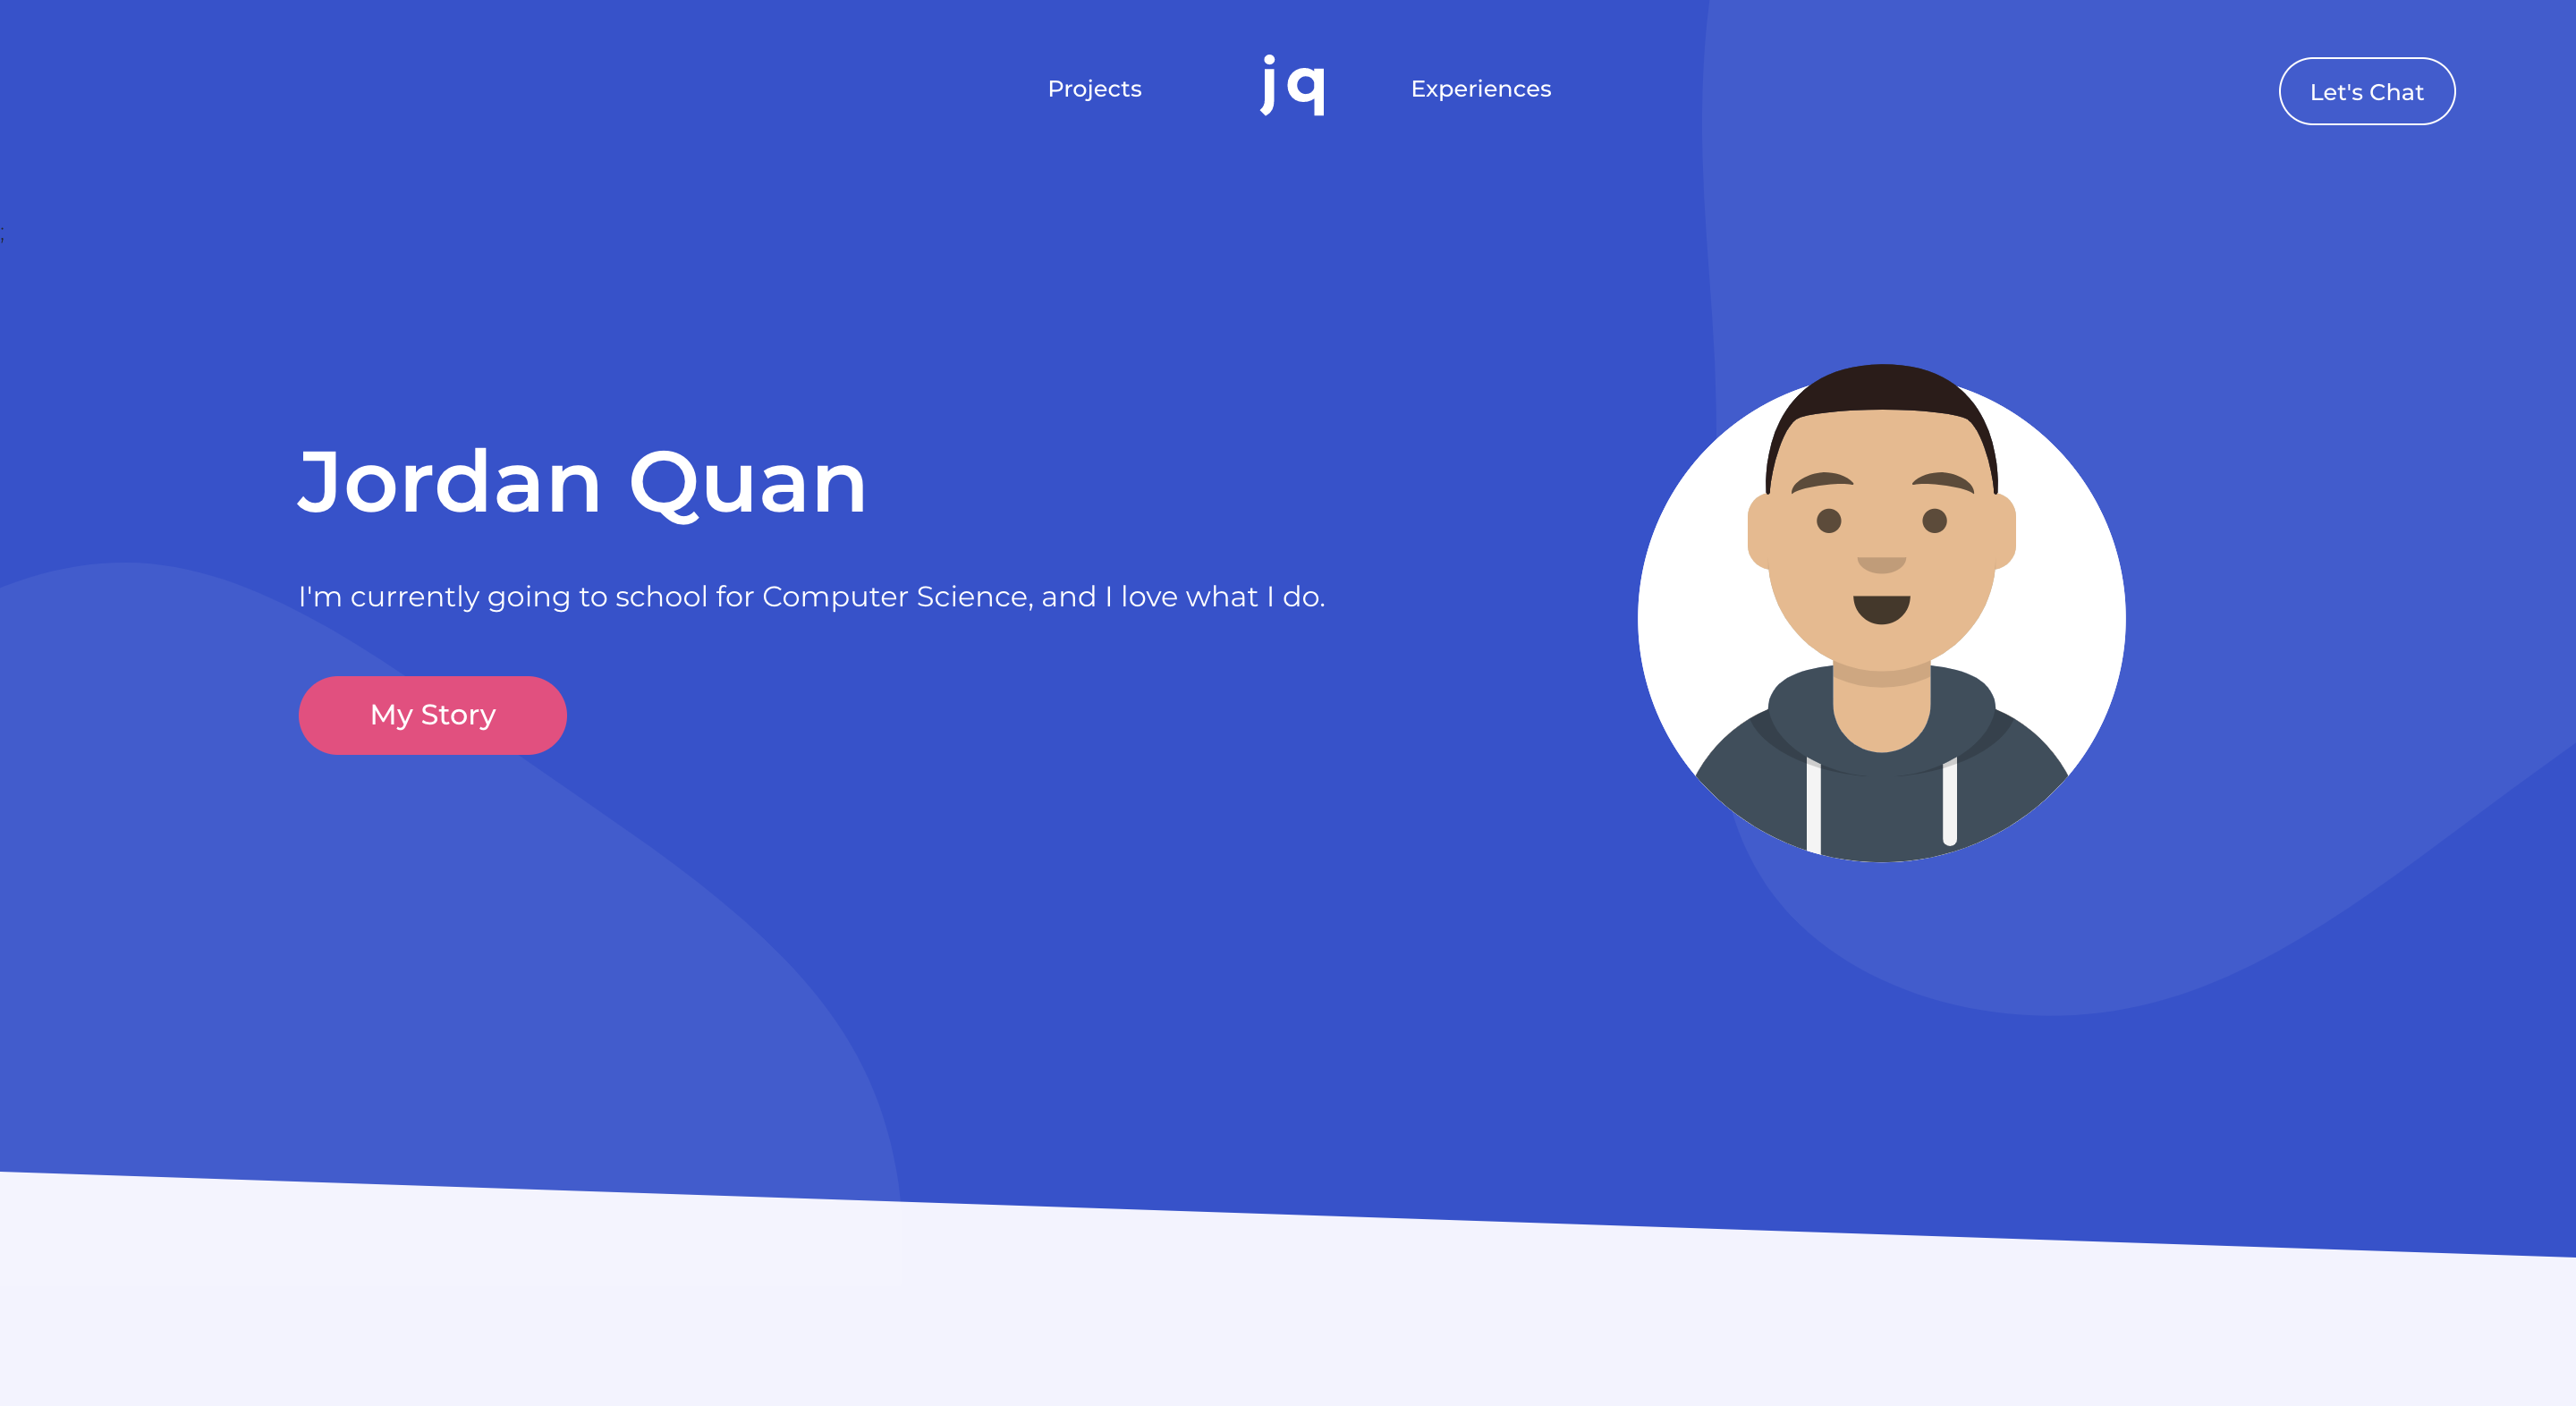 Projects jq Experiences Let's Chat
;
Jordan Quan
I'm currently going to school for Computer Science, and I love what I do.
My Story